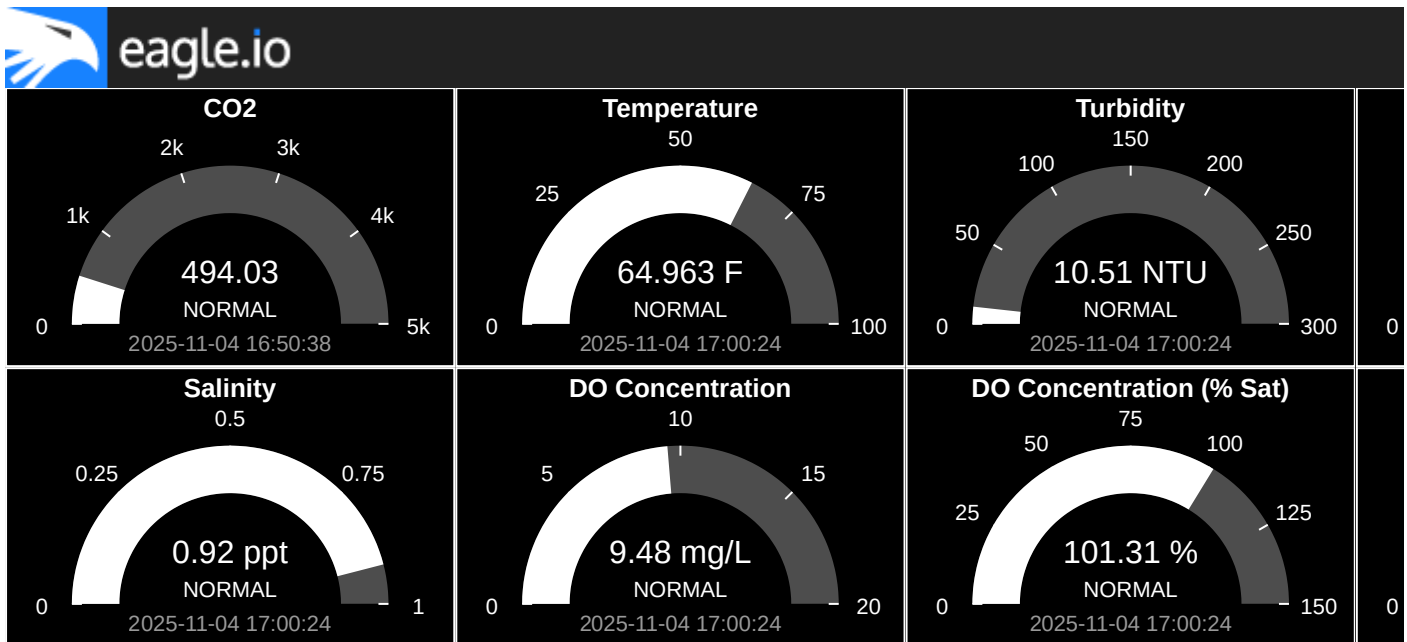 eagle.io
CO2
2k
3k
1k
4k
494.03
NORMAL
0
5k
2025-11-04 16:50:38
Temperature
50
25
75
64.963 F
NORMAL
0
100
2025-11-04 17:00:24
Turbidity
150
100
200
50
250
10.51 NTU
NORMAL
0
300
2025-11-04 17:00:24
0
Salinity
0.5
0.25
0.75
0.92 ppt
NORMAL
0
1
2025-11-04 17:00:24
DO Concentration
10
5
15
9.48 mg/L
NORMAL
0
20
2025-11-04 17:00:24
DO Concentration (% Sat)
75
50
100
25
125
101.31 %
NORMAL
0
150
2025-11-04 17:00:24
0